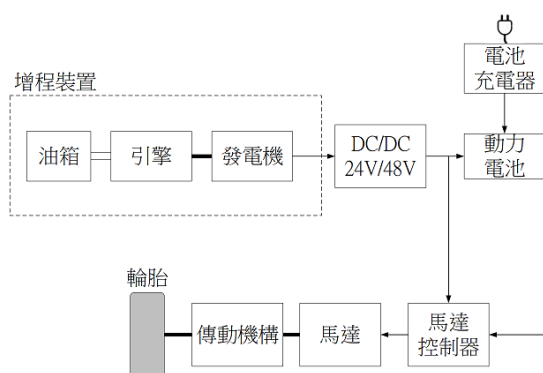 電池
充電器
增程裝置
油箱
引擎
發電機
DC/DC
24V/48V
動力
電池
輪胎
傳動機構
馬達
馬達
控制器